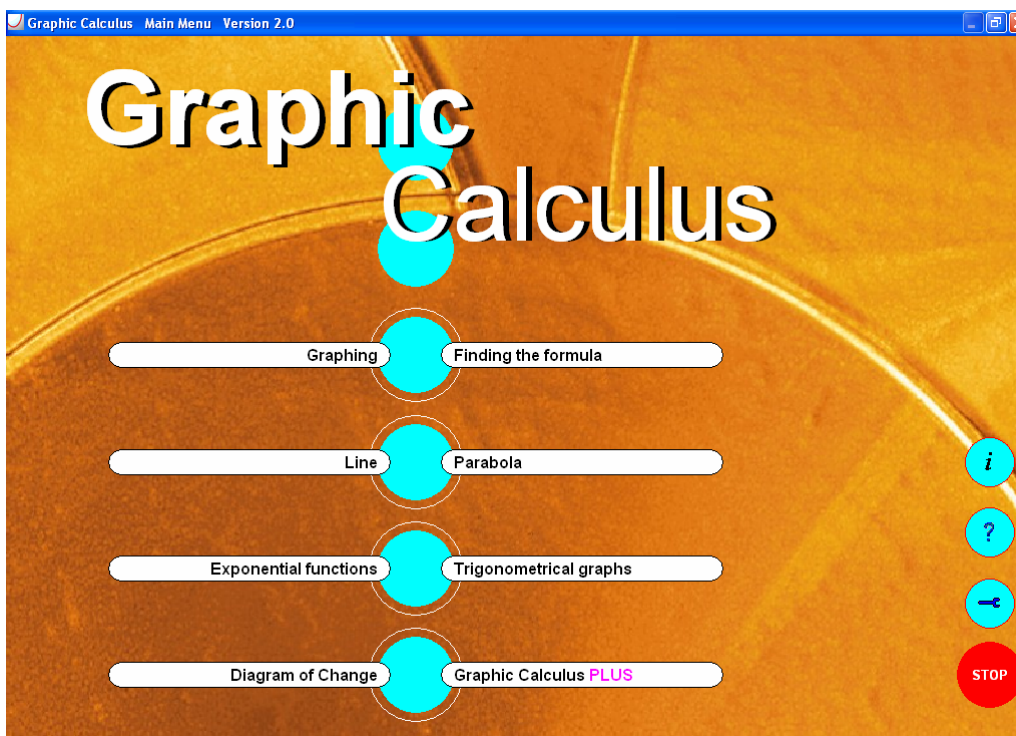 Graphic Calculus Main Menu Version 2.0
Graphic
Calculus
Graphing Finding the formula
Line Parabola
i
?
Exponential functions Trigonometrical graphs
Diagram of Change Graphic Calculus PLUS
STOP